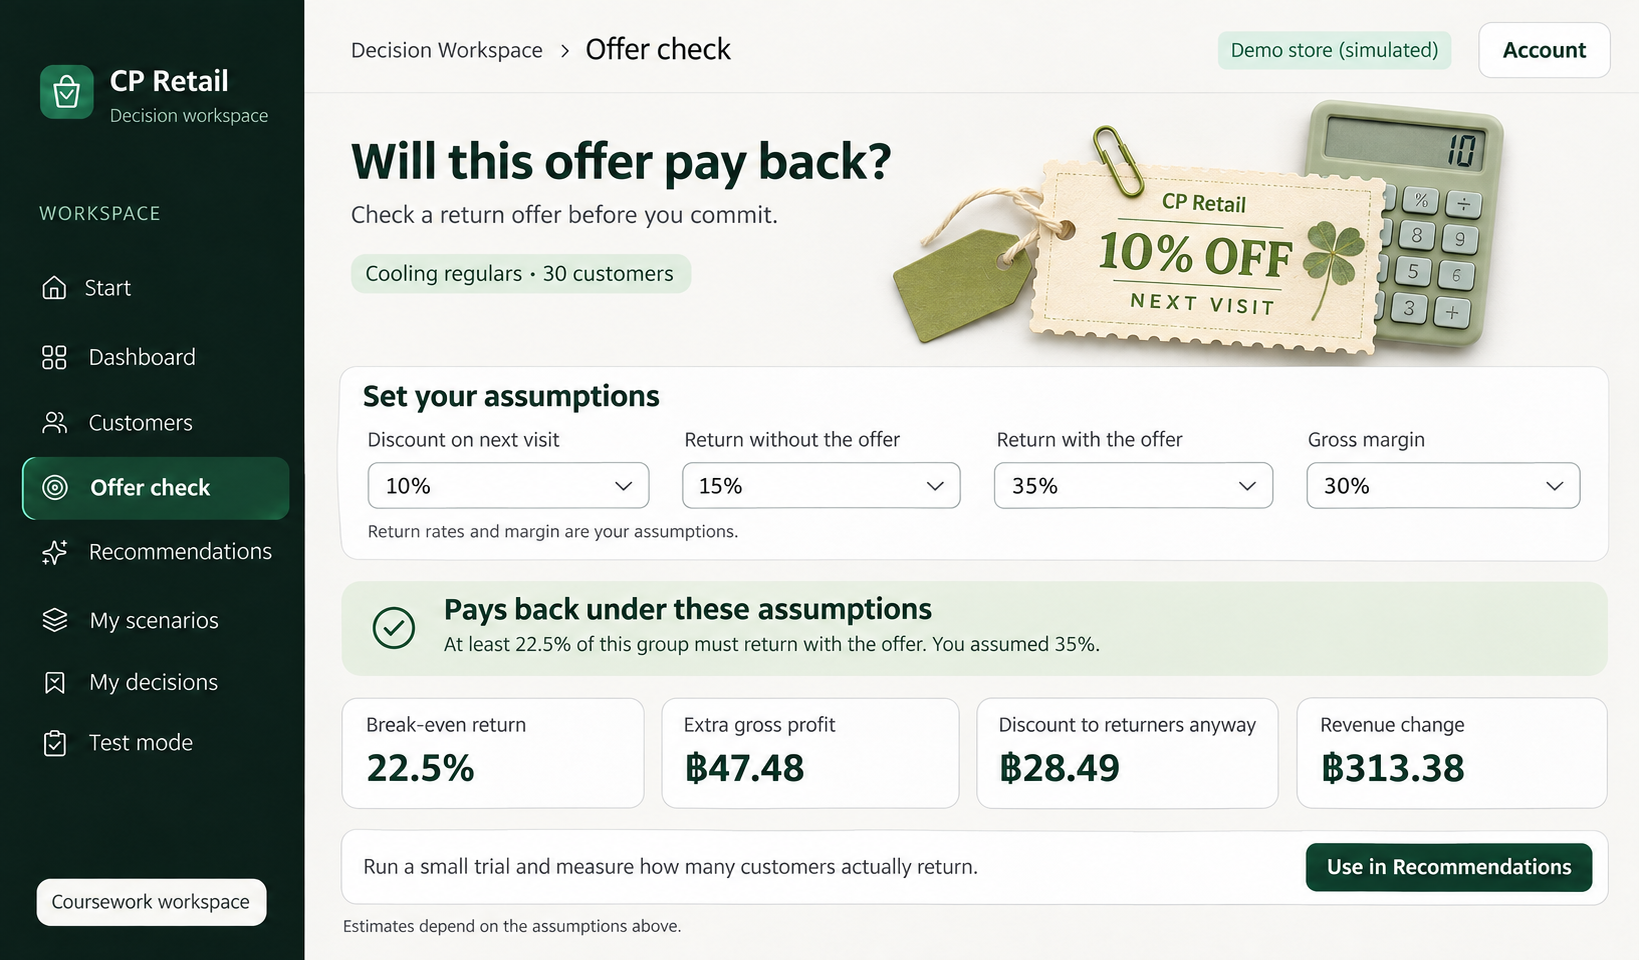 CP Retail
Decision workspace
WORKSPACE
Start
Dashboard
Customers
Offer check
Recommendations
My scenarios
My decisions
Test mode
Coursework workspace
Decision Workspace > Offer check
Demo store (simulated)
Account
Will this offer pay back?
Check a return offer before you commit.
Cooling regulars • 30 customers
CP Retail
10% OFF
NEXT VISIT
10
% ÷
8 9
5 6
3 +
Set your assumptions
Discount on next visit
10%
Return without the offer
15%
Return with the offer
35%
Gross margin
30%
Return rates and margin are your assumptions.
Pays back under these assumptions
At least 22.5% of this group must return with the offer. You assumed 35%.
Break-even return
22.5%
Extra gross profit
฿47.48
Discount to returners anyway
฿28.49
Revenue change
฿313.38
Run a small trial and measure how many customers actually return.
Use in Recommendations
Estimates depend on the assumptions above.